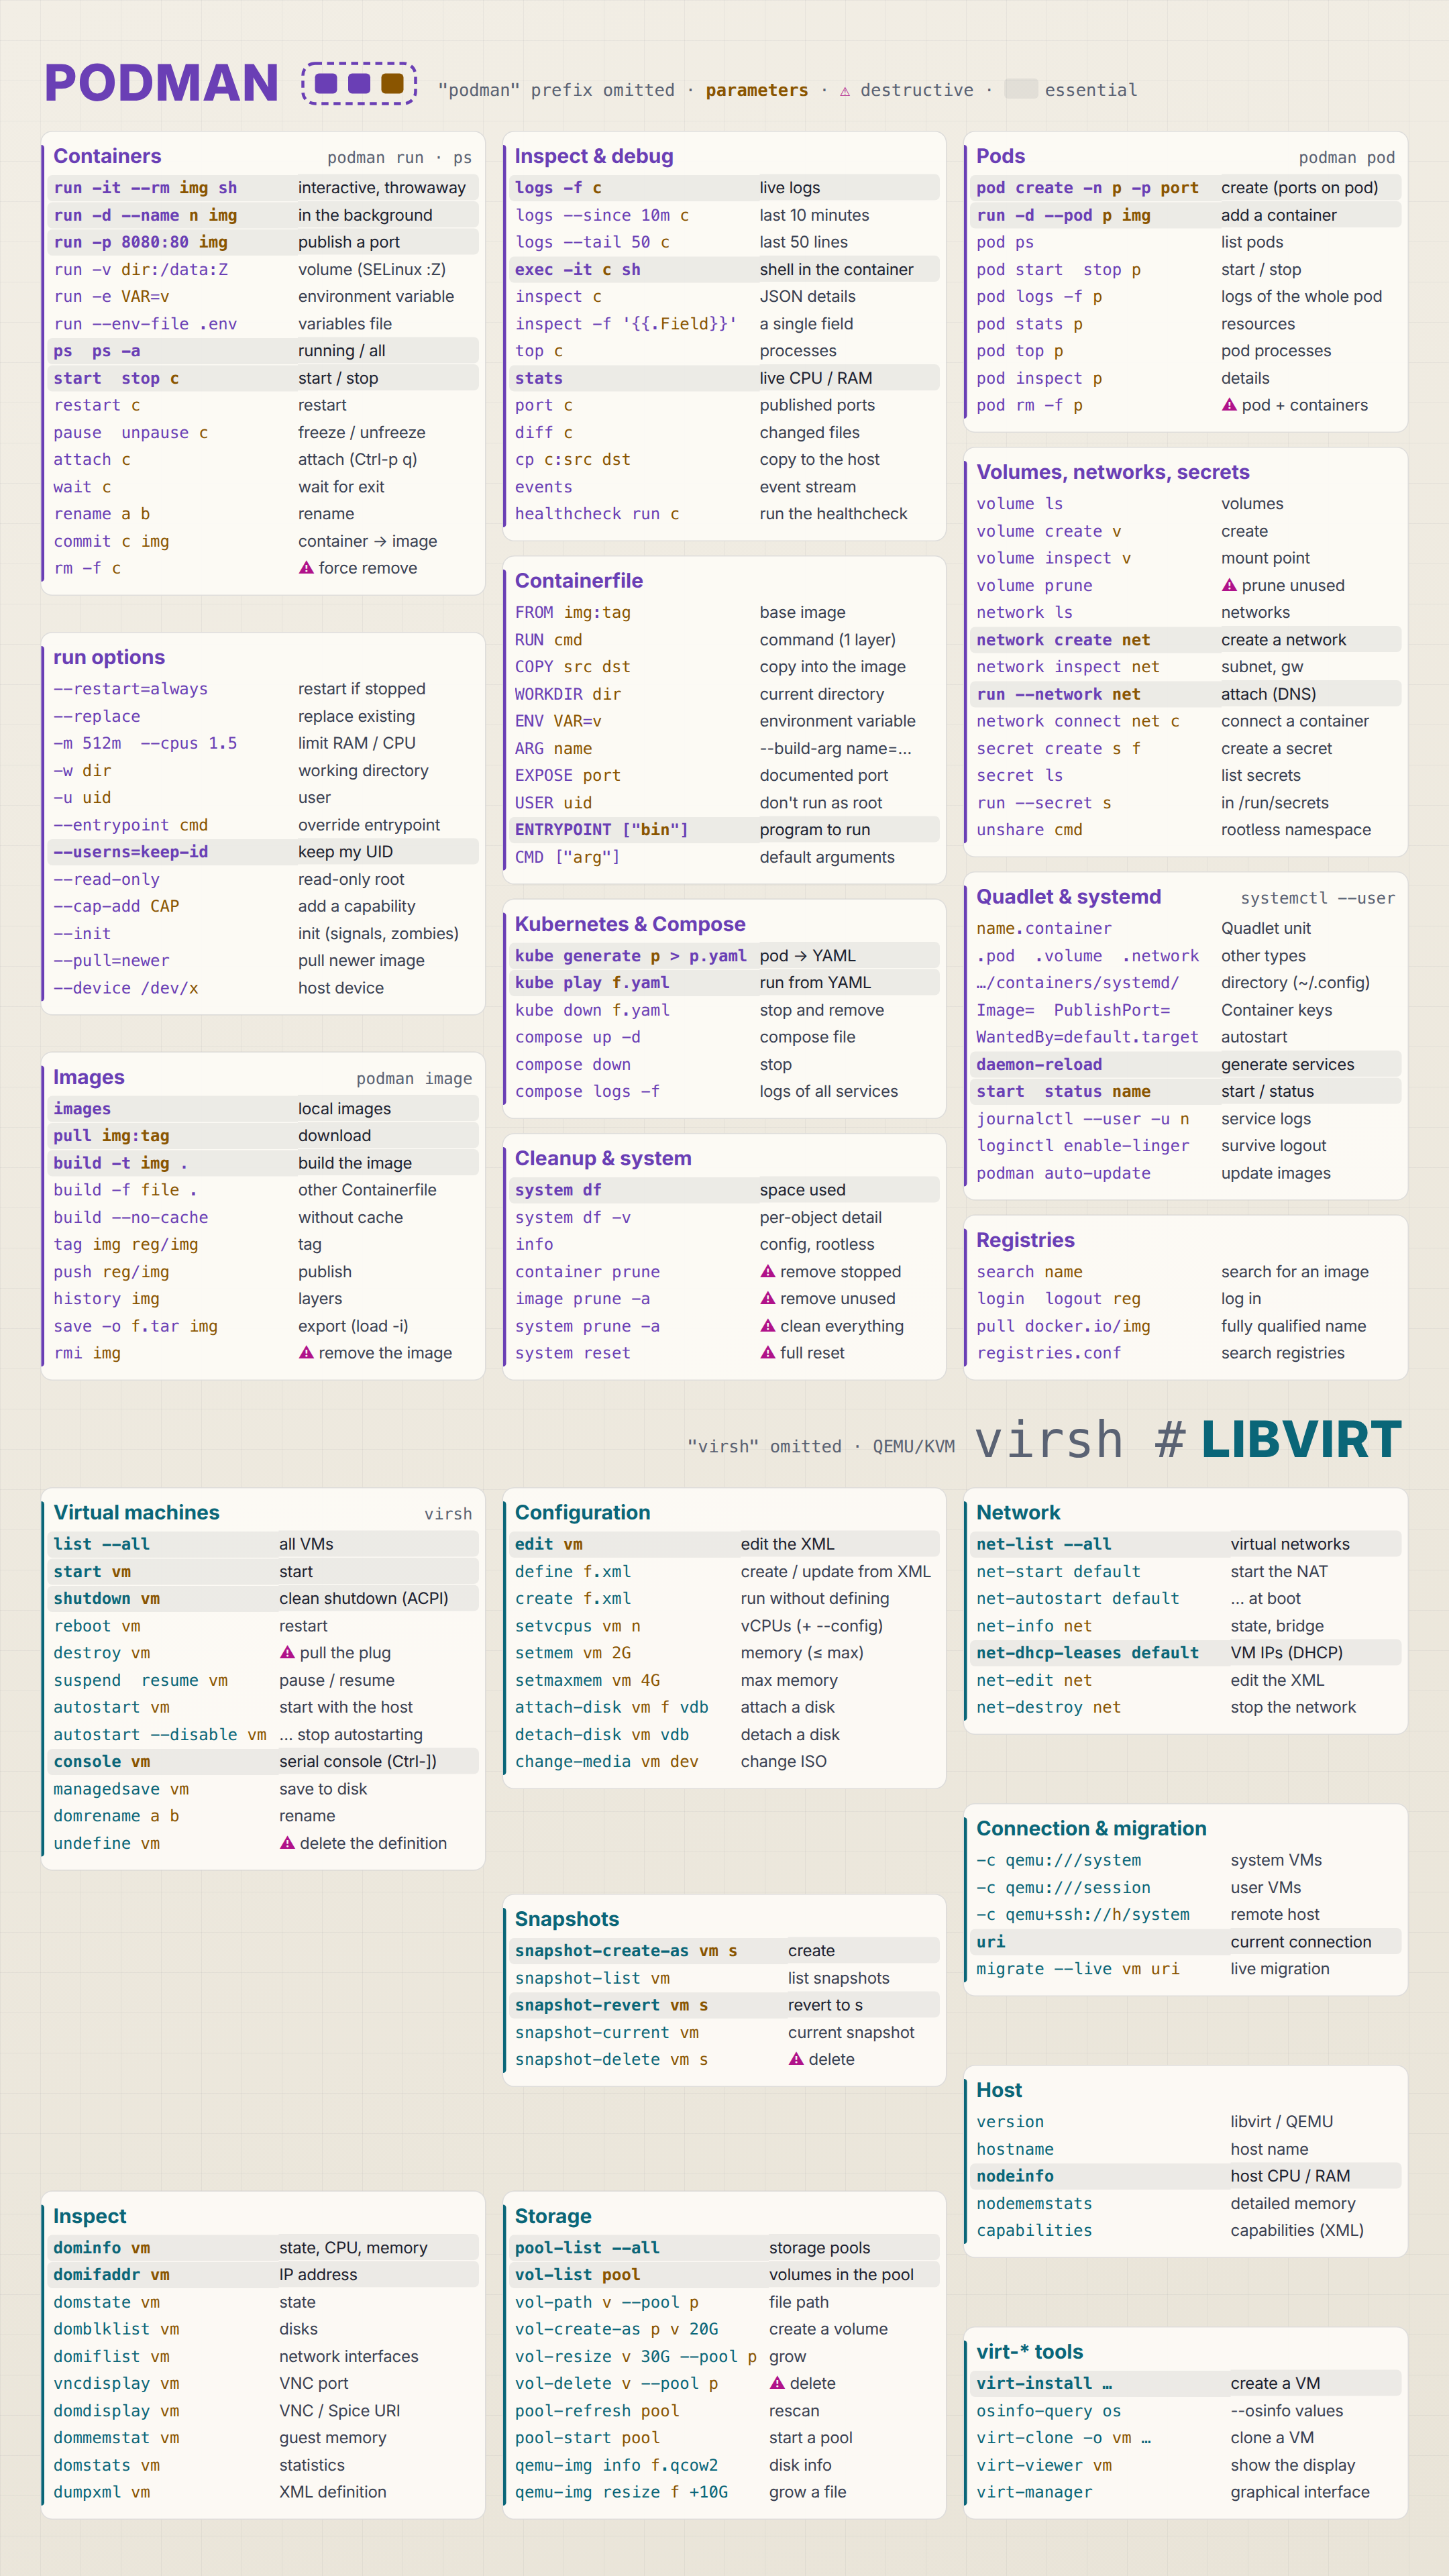 PODMAN "podman" prefix omitted · parameters · ⚠ destructive · essential
Containers podman run · ps
run -it --rm img sh interactive, throwaway
run -d --name n img in the background
run -p 8080:80 img publish a port
run -v dir:/data:Z volume (SELinux :Z)
run -e VAR=v environment variable
run --env-file .env variables file
ps ps -a running / all
start stop c start / stop
restart c restart
pause unpause c freeze / unfreeze
attach c attach (Ctrl-p q)
wait c wait for exit
rename a b rename
commit c img container → image
rm -f c ⚠ force remove
run options
--restart=always restart if stopped
--replace replace existing
-m 512m --cpus 1.5 limit RAM / CPU
-w dir working directory
-u uid user
--entrypoint cmd override entrypoint
--userns=keep-id keep my UID
--read-only read-only root
--cap-add CAP add a capability
--init init (signals, zombies)
--pull=newer pull newer image
--device /dev/x host device
Images podman image
images local images
pull img:tag download
build -t img . build the image
build -f file . other Containerfile
build --no-cache without cache
tag img reg/img tag
push reg/img publish
history img layers
save -o f.tar img export (load -i)
rmi img ⚠ remove the image
Inspect & debug
logs -f c live logs
logs --since 10m c last 10 minutes
logs --tail 50 c last 50 lines
exec -it c sh shell in the container
inspect c JSON details
inspect -f '{{.Field}}' a single field
top c processes
stats live CPU / RAM
port c published ports
diff c changed files
cp c:src dst copy to the host
events event stream
healthcheck run c run the healthcheck
Containerfile
FROM img:tag base image
RUN cmd command (1 layer)
COPY src dst copy into the image
WORKDIR dir current directory
ENV VAR=v environment variable
ARG name --build-arg name=…
EXPOSE port documented port
USER uid don't run as root
ENTRYPOINT ["bin"] program to run
CMD ["arg"] default arguments
Kubernetes & Compose
kube generate p > p.yaml pod → YAML
kube play f.yaml run from YAML
kube down f.yaml stop and remove
compose up -d compose file
compose down stop
compose logs -f logs of all services
Cleanup & system
system df space used
system df -v per-object detail
info config, rootless
container prune ⚠ remove stopped
image prune -a ⚠ remove unused
system prune -a ⚠ clean everything
system reset ⚠ full reset
Pods podman pod
pod create -n p -p port create (ports on pod)
run -d --pod p img add a container
pod ps list pods
pod start stop p start / stop
pod logs -f p logs of the whole pod
pod stats p resources
pod top p pod processes
pod inspect p details
pod rm -f p ⚠ pod + containers
Volumes, networks, secrets
volume ls volumes
volume create v create
volume inspect v mount point
volume prune ⚠ prune unused
network ls networks
network create net create a network
network inspect net subnet, gw
run --network net attach (DNS)
network connect net c connect a container
secret create s f create a secret
secret ls list secrets
run --secret s in /run/secrets
unshare cmd rootless namespace
Quadlet & systemd systemctl --user
name.container Quadlet unit
.pod .volume .network other types
…/containers/systemd/ directory (~/.config)
Image= PublishPort= Container keys
WantedBy=default.target autostart
daemon-reload generate services
start status name start / status
journalctl --user -u n service logs
loginctl enable-linger survive logout
podman auto-update update images
Registries
search name search for an image
login logout reg log in
pull docker.io/img fully qualified name
registries.conf search registries
"virsh" omitted · QEMU/KVM virsh # LIBVIRT
Virtual machines virsh
list --all all VMs
start vm start
shutdown vm clean shutdown (ACPI)
reboot vm restart
destroy vm ⚠ pull the plug
suspend resume vm pause / resume
autostart vm start with the host
autostart --disable vm … stop autostarting
console vm serial console (Ctrl-])
managedsave vm save to disk
domrename a b rename
undefine vm ⚠ delete the definition
Inspect
dominfo vm state, CPU, memory
domifaddr vm IP address
domstate vm state
domblklist vm disks
domiflist vm network interfaces
vncdisplay vm VNC port
domdisplay vm VNC / Spice URI
dommemstat vm guest memory
domstats vm statistics
dumpxml vm XML definition
Configuration
edit vm edit the XML
define f.xml create / update from XML
create f.xml run without defining
setvcpus vm n vCPUs (+ --config)
setmem vm 2G memory (≤ max)
setmaxmem vm 4G max memory
attach-disk vm f vdb attach a disk
detach-disk vm vdb detach a disk
change-media vm dev change ISO
Snapshots
snapshot-create-as vm s create
snapshot-list vm list snapshots
snapshot-revert vm s revert to s
snapshot-current vm current snapshot
snapshot-delete vm s ⚠ delete
Storage
pool-list --all storage pools
vol-list pool volumes in the pool
vol-path v --pool p file path
vol-create-as p v 20G create a volume
vol-resize v 30G --pool p grow
vol-delete v --pool p ⚠ delete
pool-refresh pool rescan
pool-start pool start a pool
qemu-img info f.qcow2 disk info
qemu-img resize f +10G grow a file
Network
net-list --all virtual networks
net-start default start the NAT
net-autostart default … at boot
net-info net state, bridge
net-dhcp-leases default VM IPs (DHCP)
net-edit net edit the XML
net-destroy net stop the network
Connection & migration
-c qemu:///system system VMs
-c qemu:///session user VMs
-c qemu+ssh://h/system remote host
uri current connection
migrate --live vm uri live migration
Host
version libvirt / QEMU
hostname host name
nodeinfo host CPU / RAM
nodememstats detailed memory
capabilities capabilities (XML)
virt-* tools
virt-install … create a VM
osinfo-query os --osinfo values
virt-clone -o vm … clone a VM
virt-viewer vm show the display
virt-manager graphical interface